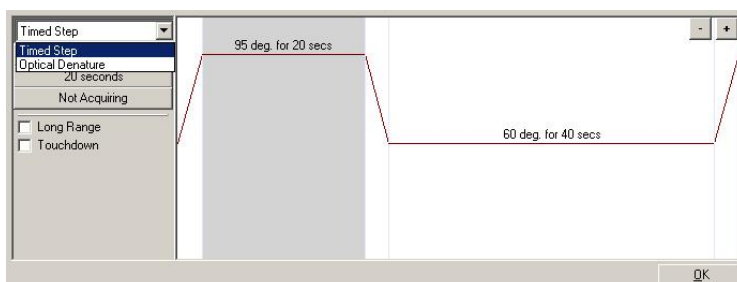 Timed Step
Timed Step
Optical Denature
20 seconds
Not Acquiring
Long Range
Touchdown
95 deg. for 20 secs
60 deg. for 40 secs
- +
OK